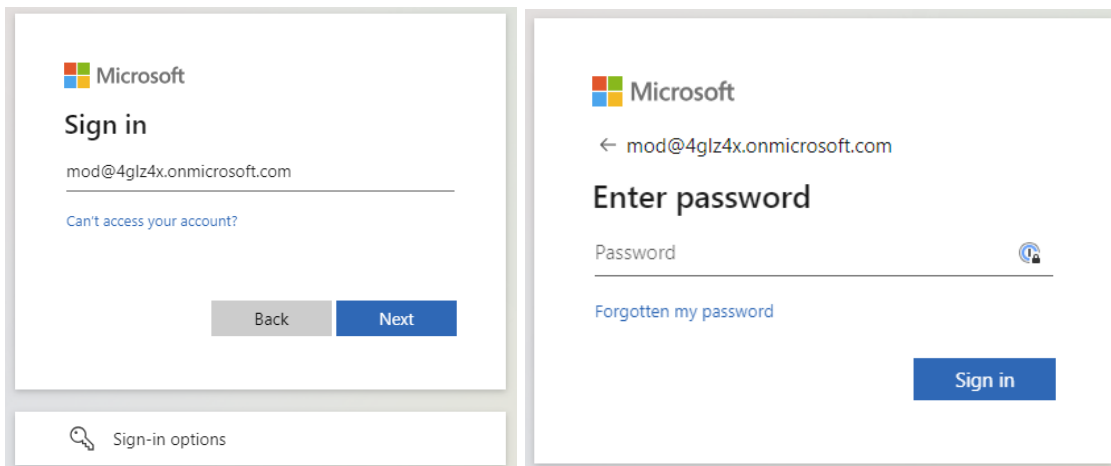 Microsoft
Sign in
mod@4glz4x.onmicrosoft.com
Can't access your account?
Back Next
Sign-in options
Microsoft
← mod@4glz4x.onmicrosoft.com
Enter password
Password
Forgotten my password
Sign in